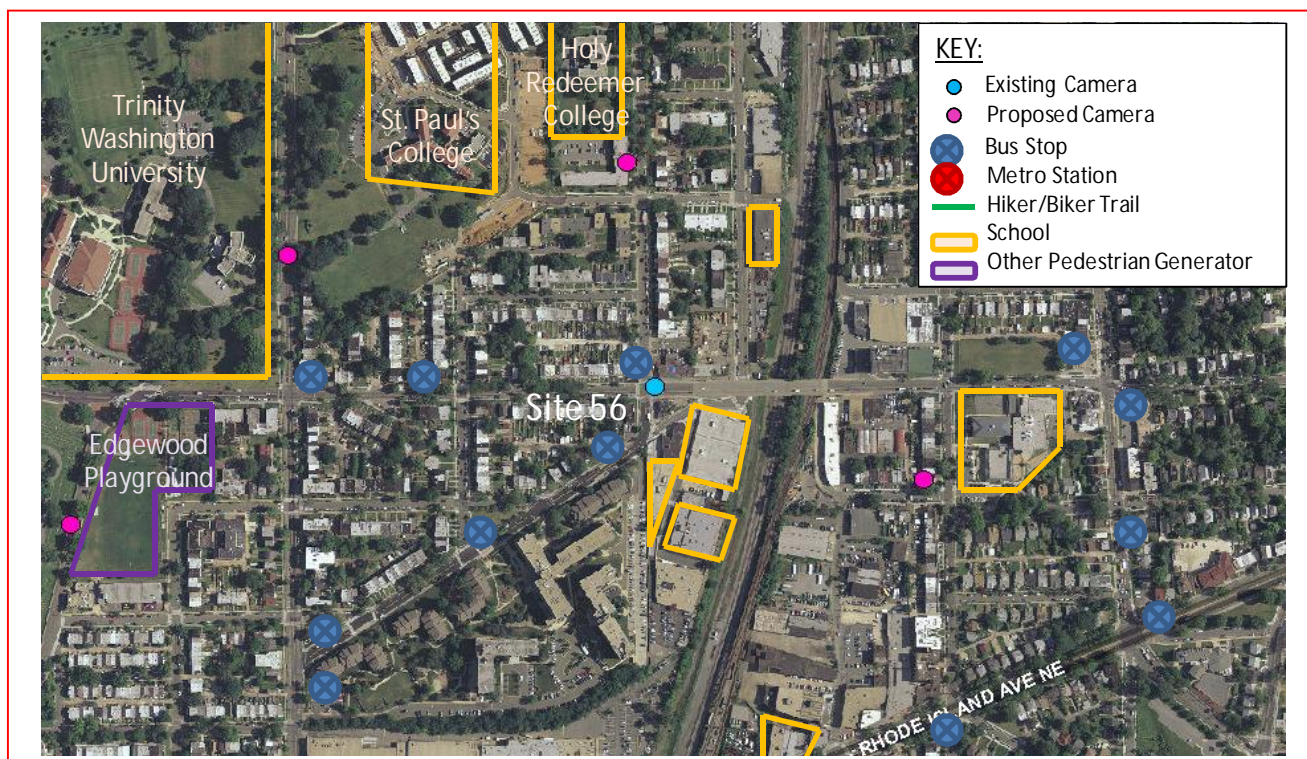 Trinity
Washington
University
St. Paul's
College
Holy
Redeemer
College
KEY:
Existing Camera
Proposed Camera
Bus Stop
Metro Station
Hiker/Biker Trail
School
Other Pedestrian Generator
Site 56
Edgewood
Playground
RHODE ISLAND AVE NE